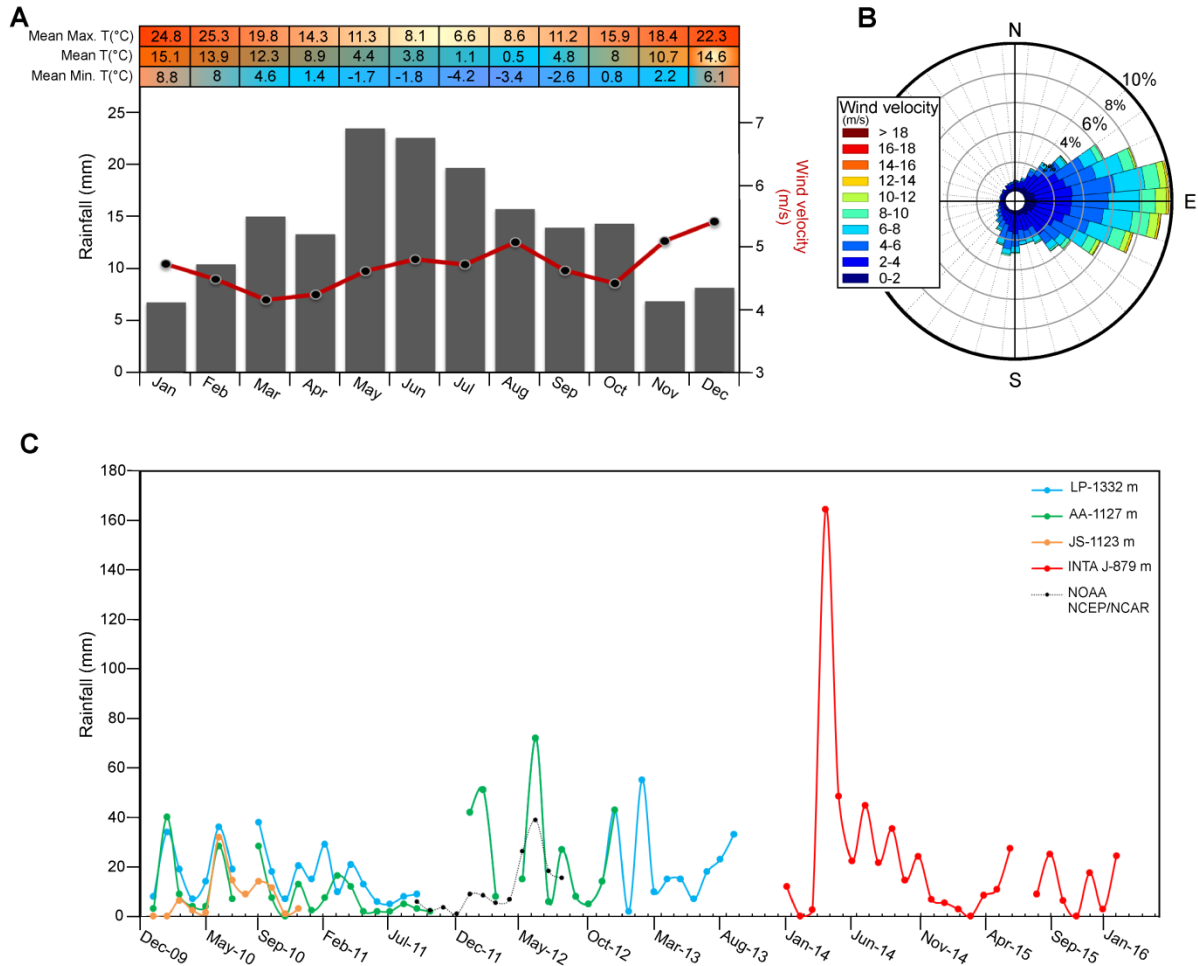 A
Mean Max. T(°C) 24.8 25.3 19.8 14.3 11.3 8.1 6.6 8.6 11.2 15.9 18.4 22.3
Mean T(°C) 15.1 13.9 12.3 8.9 4.4 3.8 1.1 0.5 4.8 8 10.7 14.6
Mean Min. T(°C) 8.8 8 4.6 1.4 -1.7 -1.8 -4.2 -3.4 -2.6 0.8 2.2 6.1
25
20
15
10
5
0
Rainfall (mm)
7
6
5
4
3
Wind velocity
(m/s)
Jan Feb Mar Apr May Jun Jul Aug Sep Oct Nov Dec
B
N
10%
8%
6%
4%
E
S
Wind velocity
(m/s)
> 18
16-18
14-16
12-14
10-12
8-10
6-8
4-6
2-4
0-2
C
180
160
140
120
100
80
60
40
20
0
Rainfall (mm)
LP-1332 m
AA-1127 m
JS-1123 m
INTA J-879 m
NOAA
NCEP/NCAR
Dec-09 May-10 Sep-10 Feb-11 Jul-11 Dec-11 May-12 Oct-12 Mar-13 Aug-13 Jan-14 Jun-14 Nov-14 Apr-15 Sep-15 Jan-16